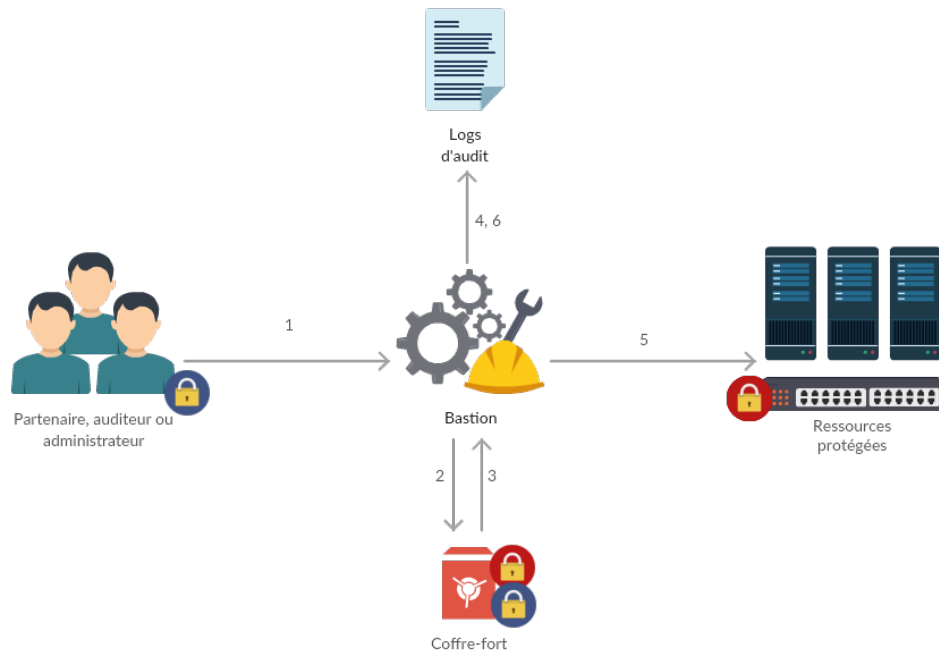 Logs
d'audit
4, 6
1
5
Partenaire, auditeur ou
administrateur
Bastion
Ressources
protégées
2
3
Coffre-fort